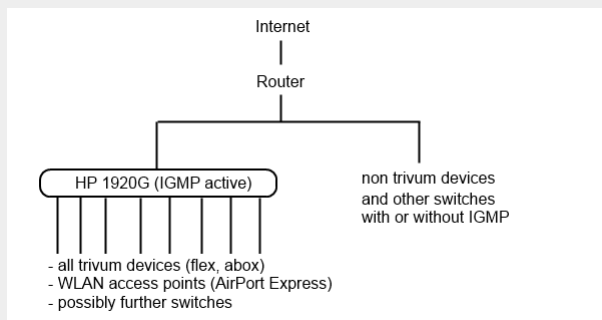 Internet
Router
HP 1920G (IGMP active)
non trivum devices
and other switches
with or without IGMP
- all trivum devices (flex, abox)
- WLAN access points (AirPort Express)
- possibly further switches